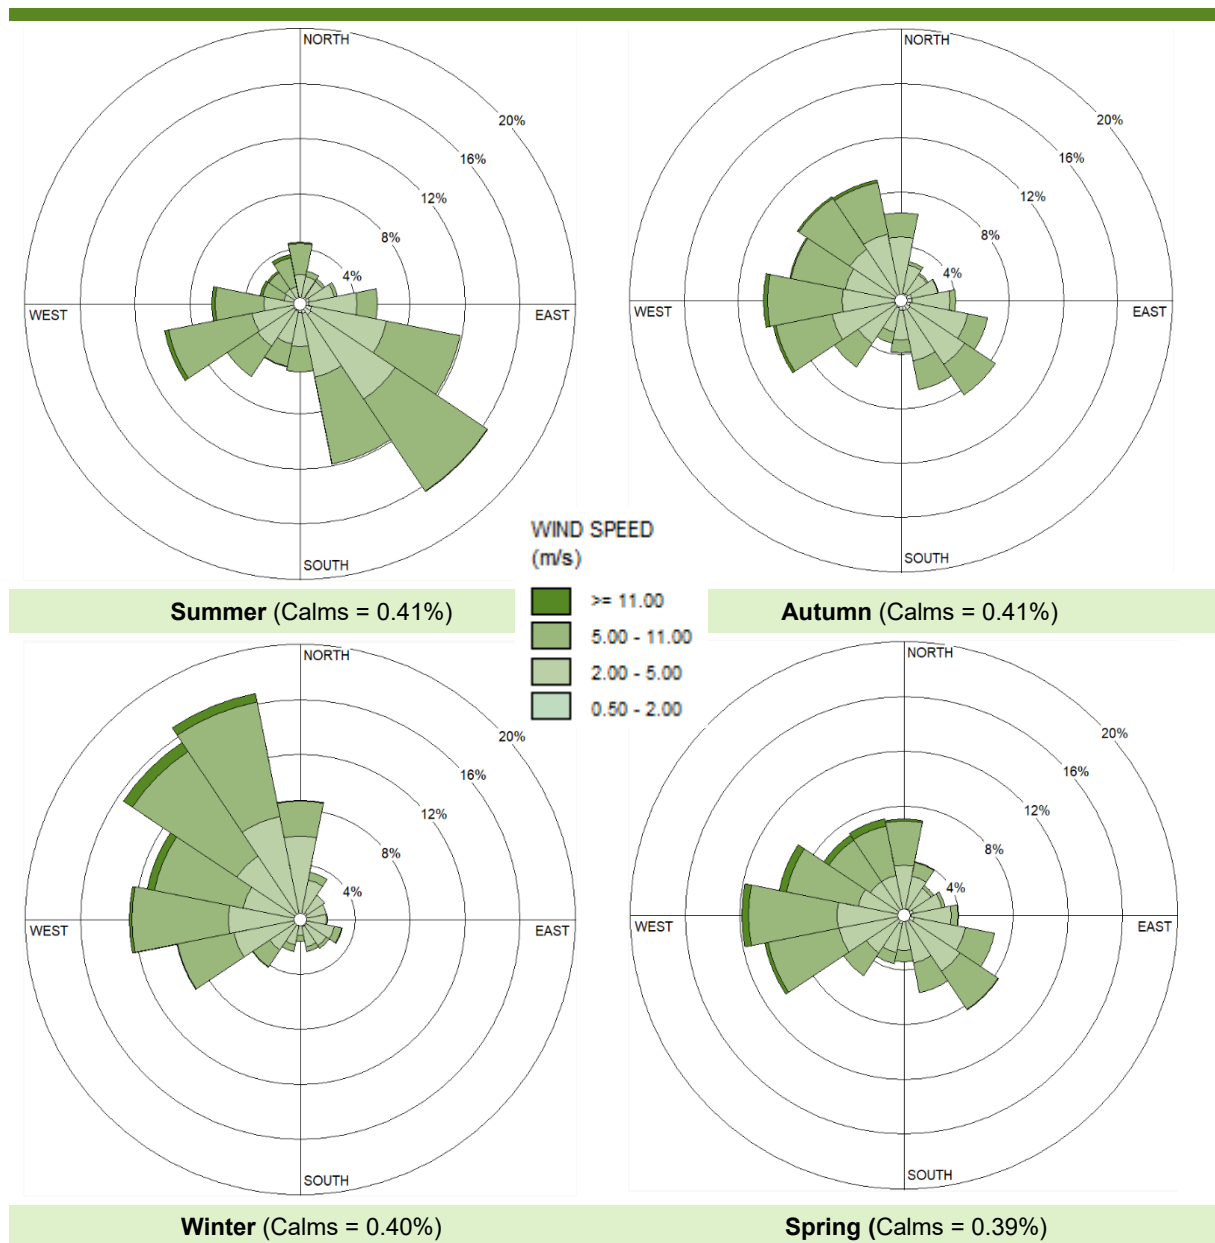 NORTH
20%
16%
12%
8%
4%
WEST
EAST
SOUTH
Summer (Calms = 0.41%)
NORTH
20%
16%
12%
8%
4%
WEST
EAST
SOUTH
Autumn (Calms = 0.41%)
WIND SPEED
(m/s)
>= 11.00
5.00 - 11.00
2.00 - 5.00
0.50 - 2.00
NORTH
20%
16%
12%
8%
4%
WEST
EAST
SOUTH
Winter (Calms = 0.40%)
NORTH
20%
16%
12%
8%
4%
WEST
EAST
SOUTH
Spring (Calms = 0.39%)